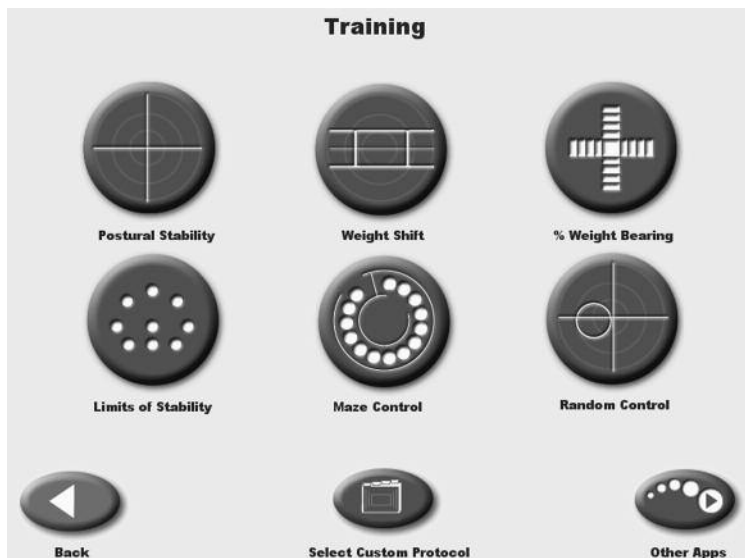 Training
Postural Stability
Weight Shift
% Weight Bearing
Limits of Stability
Maze Control
Random Control
Back
Select Custom Protocol
Other Apps